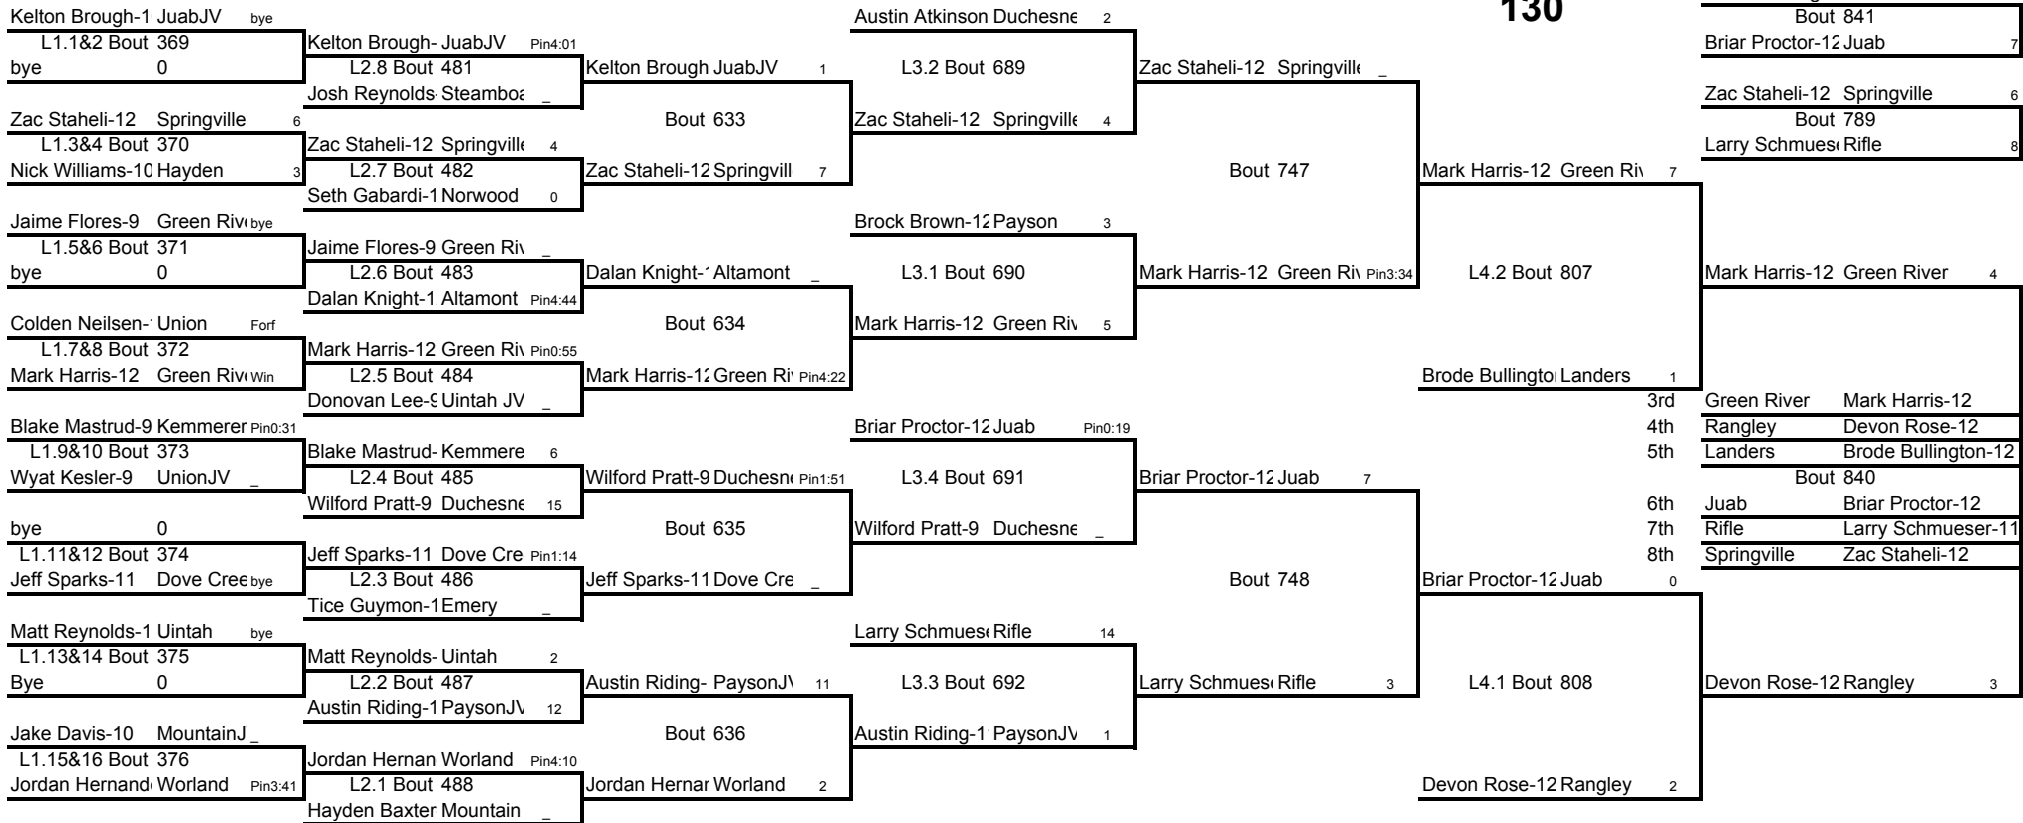 130
Kelton Brough-1 JuabJV bye
L1.1&2 Bout 369
bye 0
Zac Staheli-12 Springville 6
L1.3&4 Bout 370
Nick Williams-10 Hayden 3
Jaime Flores-9 Green Riv bye
L1.5&6 Bout 371
bye 0
Colden Neilsen- Union Forf
L1.7&8 Bout 372
Mark Harris-12 Green Riv Win
Blake Mastrud-9 Kemmerer Pin0:31
L1.9&10 Bout 373
Wyat Kesler-9 UnionJV _
bye 0
L1.11&12 Bout 374
Jeff Sparks-11 Dove Cree bye
Matt Reynolds-1 Uintah bye
L1.13&14 Bout 375
Bye 0
Jake Davis-10 MountainJ _
L1.15&16 Bout 376
Jordan Hernand Worland Pin3:41
Kelton Brough- JuabJV Pin4:01
L2.8 Bout 481
Josh Reynolds- Steamboa _
Zac Staheli-12 Springville 4
L2.7 Bout 482
Seth Gabardi-1 Norwood 0
Jaime Flores-9 Green Riv _
L2.6 Bout 483
Dalan Knight-1 Altamont Pin4:44
Mark Harris-12 Green Riv Pin0:55
L2.5 Bout 484
Donovan Lee-9 Uintah JV _
Blake Mastrud- Kemmere 6
L2.4 Bout 485
Wilford Pratt-9 Duchesne 15
Jeff Sparks-11 Dove Cre Pin1:14
L2.3 Bout 486
Tice Guymon-1 Emery _
Matt Reynolds- Uintah 2
L2.2 Bout 487
Austin Riding-1 PaysonJV 12
Jordan Hernan Worland Pin4:10
L2.1 Bout 488
Hayden Baxter Mountain _
Kelton Brough JuabJV 1
Bout 633
Zac Staheli-12 Springvill 7
Dalan Knight- Altamont _
Bout 634
Mark Harris-12 Green Ri Pin4:22
Wilford Pratt-9 Duchesn Pin1:51
Bout 635
Jeff Sparks-11 Dove Cre _
Austin Riding- PaysonJV 11
Bout 636
Jordan Hernar Worland 2
Austin Atkinson Duchesne 2
L3.2 Bout 689
Zac Staheli-12 Springville 4
Brock Brown-12 Payson 3
L3.1 Bout 690
Mark Harris-12 Green Riv 5
Briar Proctor-12 Juab Pin0:19
L3.4 Bout 691
Wilford Pratt-9 Duchesne _
Larry Schmuese Rifle 14
L3.3 Bout 692
Austin Riding-1 PaysonJV 1
Zac Staheli-12 Springville _
Bout 747
Mark Harris-12 Green Riv Pin3:34
Briar Proctor-12 Juab 7
Bout 748
Larry Schmuese Rifle 3
Mark Harris-12 Green Riv 7
L4.2 Bout 807
Brode Bullingto Landers 1
Briar Proctor-12 Juab 0
L4.1 Bout 808
Devon Rose-12 Rangley 2
Bout 841
Briar Proctor-12 Juab 7
Zac Staheli-12 Springville 6
Bout 789
Larry Schmuese Rifle 8
Mark Harris-12 Green River 4
3rd Green River Mark Harris-12
4th Rangley Devon Rose-12
5th Landers Brode Bullington-12
Bout 840
6th Juab Briar Proctor-12
7th Rifle Larry Schmueser-11
8th Springville Zac Staheli-12
Devon Rose-12 Rangley 3